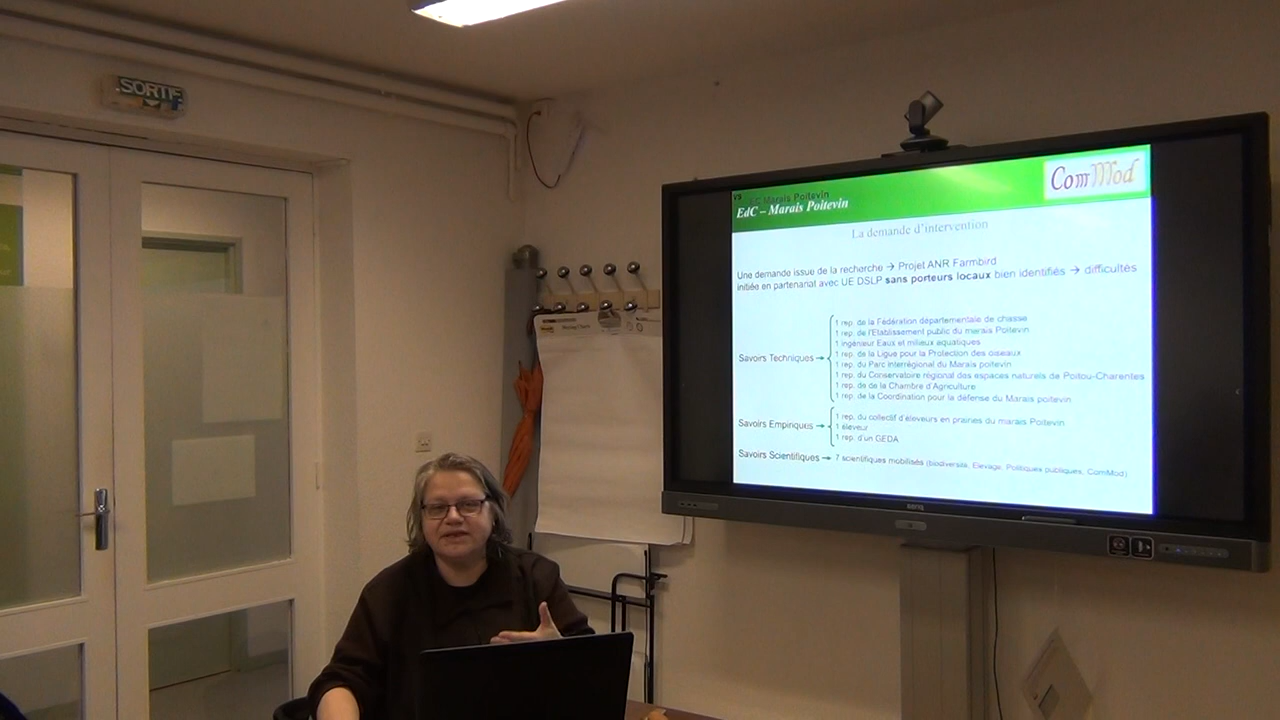 SORTIE
ComMod
EdC – Marais Poitevin
La demande d'intervention
Une demande issue de la recherche → Projet ANR Farmbird
initiée en partenariat avec UE DSLP sans porteurs locaux bien identifiés → difficultés
1 rep. de la Fédération départementale de chasse
1 rep. de l'Etablissement public du marais Poitevin
1 ingénieur Eaux et milieux aquatiques
1 rep. de la Ligue pour la Protection des oiseaux
Savoirs Techniques →
1 rep. du Parc Interrégional du Marais poitevin
1 rep. du Conservatoire régional des espaces naturels de Poitou-Charentes
1 rep. de de la Chambre d'Agriculture
1 rep. de la Coordination pour la défense du Marais poitevin
1 rep. du collectif d'éleveurs en prairies du marais Poitevin
Savoirs Empiriques →
1 éleveur
1 rep. d'un GEDA
Savoirs Scientifiques → 7 scientifiques mobilisés (biodiversité, Elevage, Politiques publiques, ComMod)
BenQ